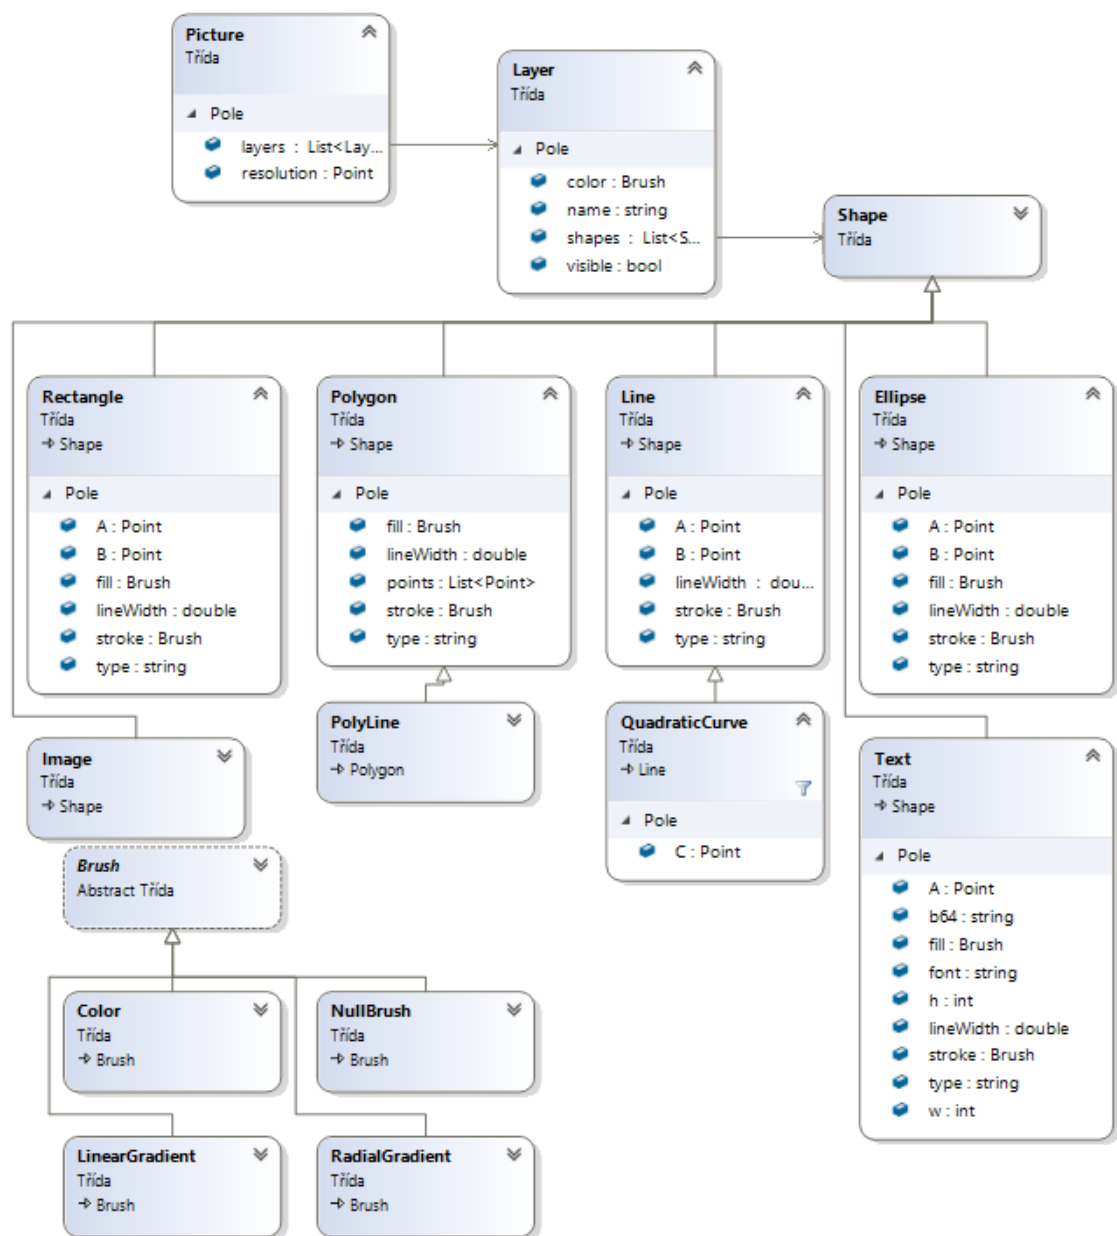 Picture
Třída
Pole
layers : List<Lay...
resolution : Point
Layer
Třída
Pole
color : Brush
name : string
shapes : List<S...
visible : bool
Shape
Třída
Rectangle
Třída
Shape
Pole
A : Point
B : Point
fill : Brush
lineWidth : double
stroke : Brush
type : string
Polygon
Třída
Shape
Pole
fill : Brush
lineWidth : double
points : List<Point>
stroke : Brush
type : string
Line
Třída
Shape
Pole
A : Point
B : Point
lineWidth : dou...
stroke : Brush
type : string
Ellipse
Třída
Shape
Pole
A : Point
B : Point
fill : Brush
lineWidth : double
stroke : Brush
type : string
Image
Třída
Shape
PolyLine
Třída
Polygon
QuadraticCurve
Třída
Line
Pole
C : Point
Text
Třída
Shape
Pole
A : Point
b64 : string
fill : Brush
font : string
h : int
lineWidth : double
stroke : Brush
type : string
w : int
Brush
Abstract Třída
Color
Třída
Brush
NullBrush
Třída
Brush
LinearGradient
Třída
Brush
RadialGradient
Třída
Brush